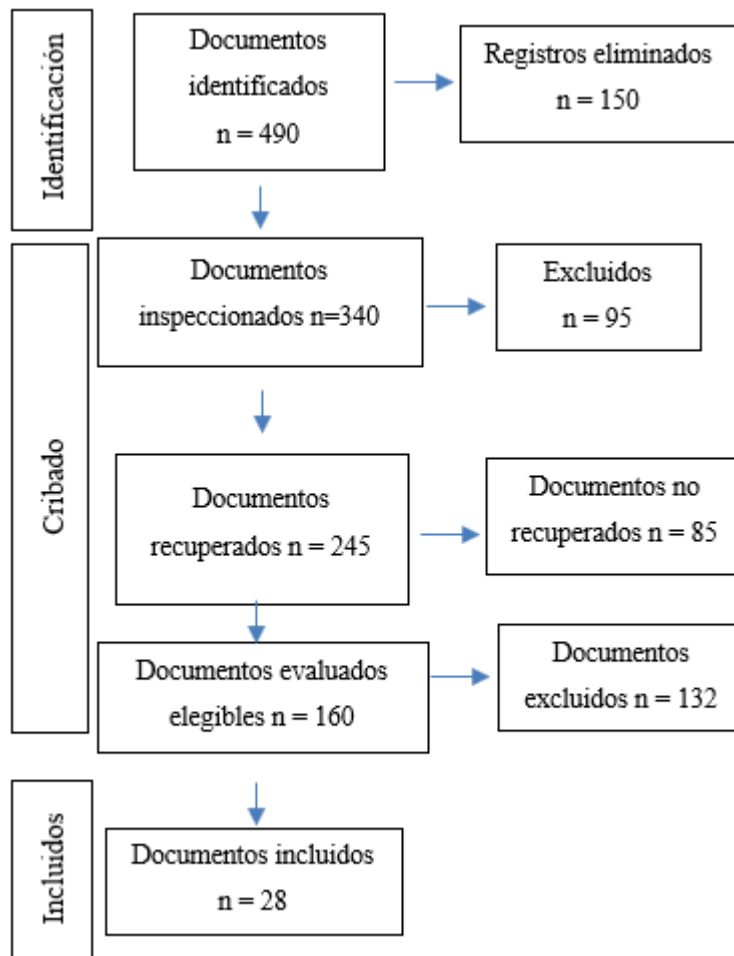 Identificación
Documentos
identificados
n = 490
Registros eliminados
n = 150
Cribado
Documentos
inspeccionados n=340
Excluidos
n = 95
Documentos
recuperados n = 245
Documentos no
recuperados n = 85
Documentos evaluados
elegibles n = 160
Documentos
excluidos n = 132
Incluidos
Documentos incluidos
n = 28